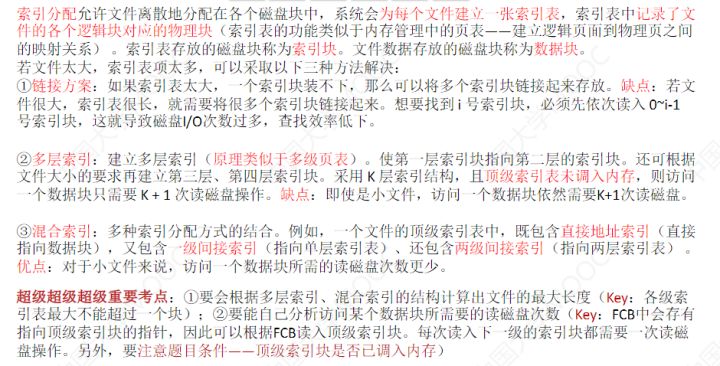 索引分配允许文件离散地分配在各个磁盘块中，系统会为每个文件建立一张索引表，索引表中记录了文
件的各个逻辑块对应的物理块（索引表的功能类似于内存管理中的页表——建立逻辑页面到物理页之间
的映射关系）。索引表存放的磁盘块称为索引块。文件数据存放的磁盘块称为数据块。
若文件太大，索引表项太多，可以采取以下三种方法解决：
①链接方案：如果索引表太大，一个索引块装不下，那么可以将多个索引块链接起来存放。缺点：若文
件很大，索引表很长，就需要将很多个索引块链接起来。想要找到 i 号索引块，必须先依次读入 0~i-1
号索引块，这就导致磁盘I/O次数过多，查找效率低下。
②多层索引：建立多层索引（原理类似于多级页表）。使第一层索引块指向第二层的索引块。还可根据
文件大小的要求再建立第三层、第四层索引块。采用 K 层索引结构，且顶级索引表未调入内存，则访问
一个数据块只需要 K + 1 次读磁盘操作。缺点：即使是小文件，访问一个数据块依然需要K+1次读磁盘。
③混合索引：多种索引分配方式的结合。例如，一个文件的顶级索引表中，既包含直接地址索引（直接
指向数据块），又包含一级间接索引（指向单层索引表）、还包含两级间接索引（指向两层索引表）。
优点：对于小文件来说，访问一个数据块所需的读磁盘次数更少。
超级超级超级重要考点：①要会根据多层索引、混合索引的结构计算出文件的最大长度（Key：各级索
引表最大不能超过一个块）；②要能自己分析访问某个数据块所需要的读磁盘次数（Key：FCB中会存有
指向顶级索引块的指针，因此可以根据FCB读入顶级索引块。每次读入下一级的索引块都需要一次读磁
盘操作。另外，要注意题目条件——顶级索引块是否已调入内存）